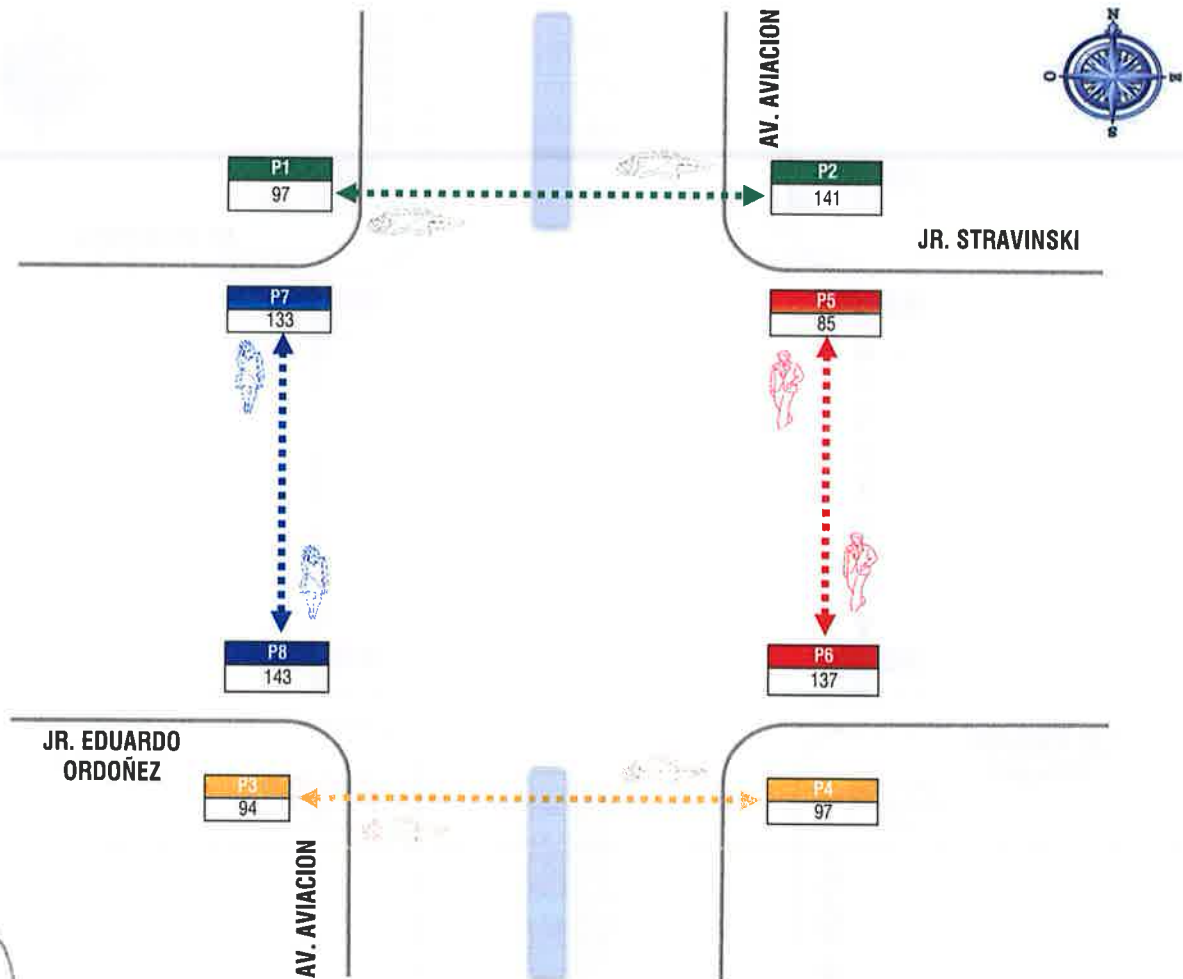 AV. AVIACION
N
O
E
S
P1
97
P2
141
JR. STRAVINSKI
P7
133
P5
85
P8
143
P6
137
JR. EDUARDO
ORDOÑEZ
P3
94
P4
97
AV. AVIACION